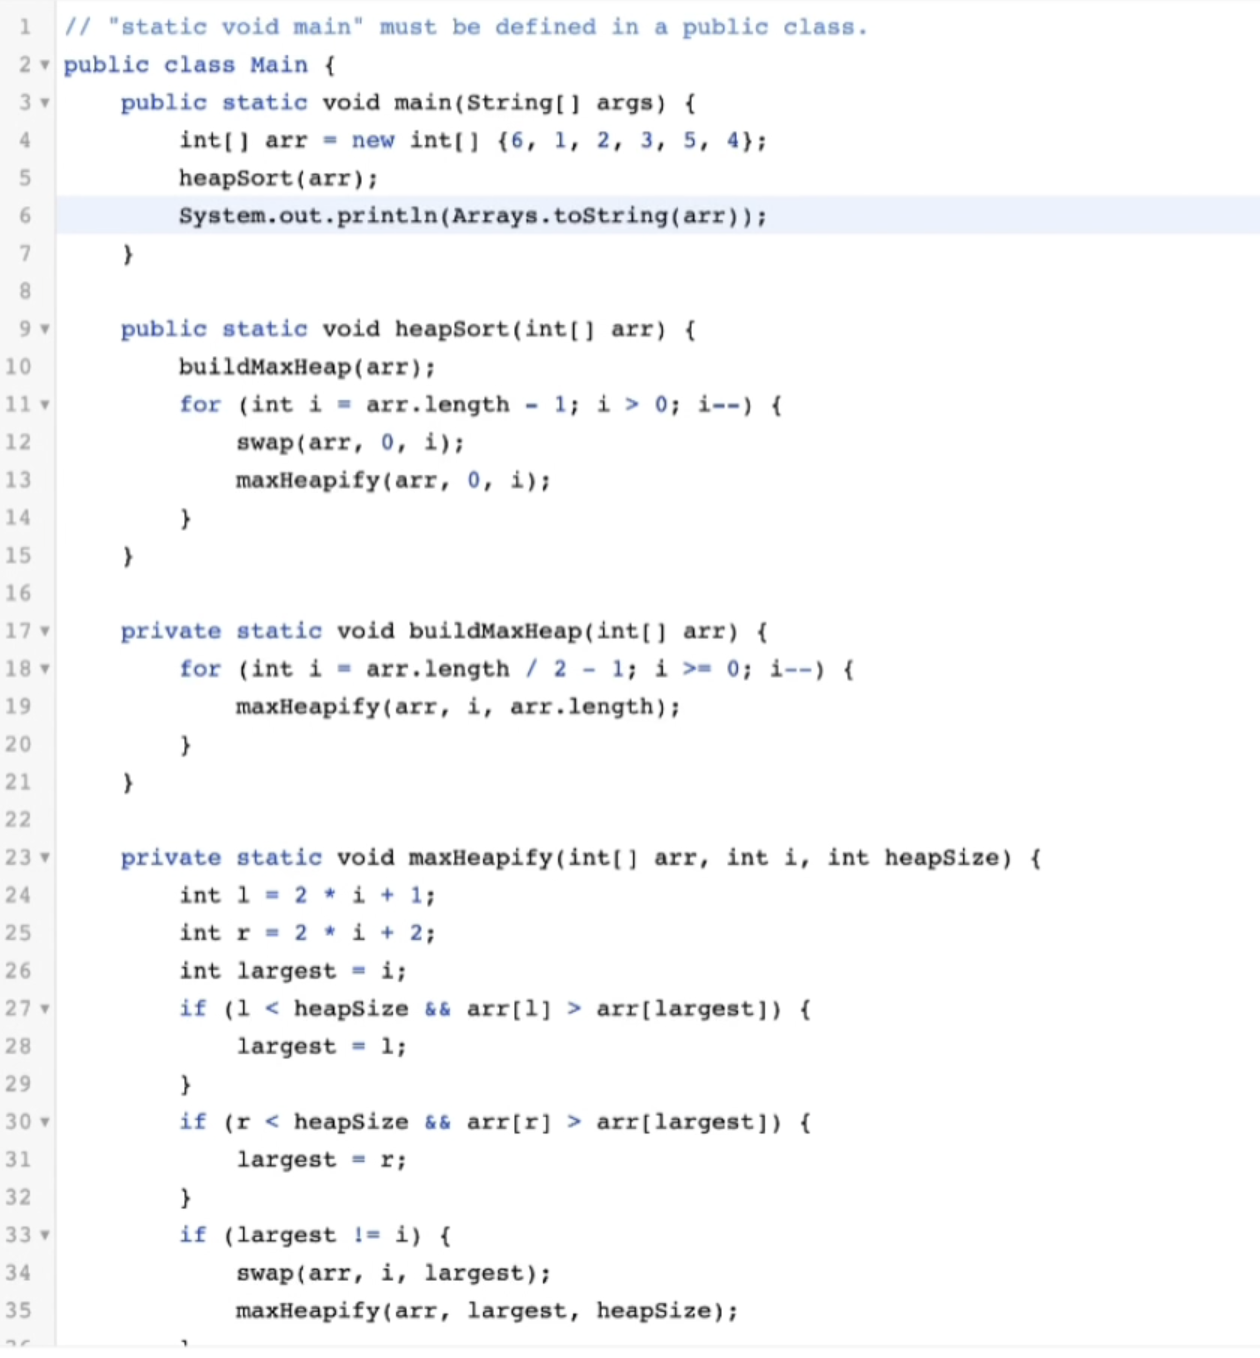 1 // "static void main" must be defined in a public class.
2 public class Main {
3     public static void main(String[] args) {
4         int[] arr = new int[] {6, 1, 2, 3, 5, 4};
5         heapSort(arr);
6         System.out.println(Arrays.toString(arr));
7     }
8
9     public static void heapSort(int[] arr) {
10         buildMaxHeap(arr);
11         for (int i = arr.length - 1; i > 0; i--) {
12             swap(arr, 0, i);
13             maxHeapify(arr, 0, i);
14         }
15     }
16
17     private static void buildMaxHeap(int[] arr) {
18         for (int i = arr.length / 2 - 1; i >= 0; i--) {
19             maxHeapify(arr, i, arr.length);
20         }
21     }
22
23     private static void maxHeapify(int[] arr, int i, int heapSize) {
24         int l = 2 * i + 1;
25         int r = 2 * i + 2;
26         int largest = i;
27         if (l < heapSize && arr[l] > arr[largest]) {
28             largest = l;
29         }
30         if (r < heapSize && arr[r] > arr[largest]) {
31             largest = r;
32         }
33         if (largest != i) {
34             swap(arr, i, largest);
35             maxHeapify(arr, largest, heapSize);